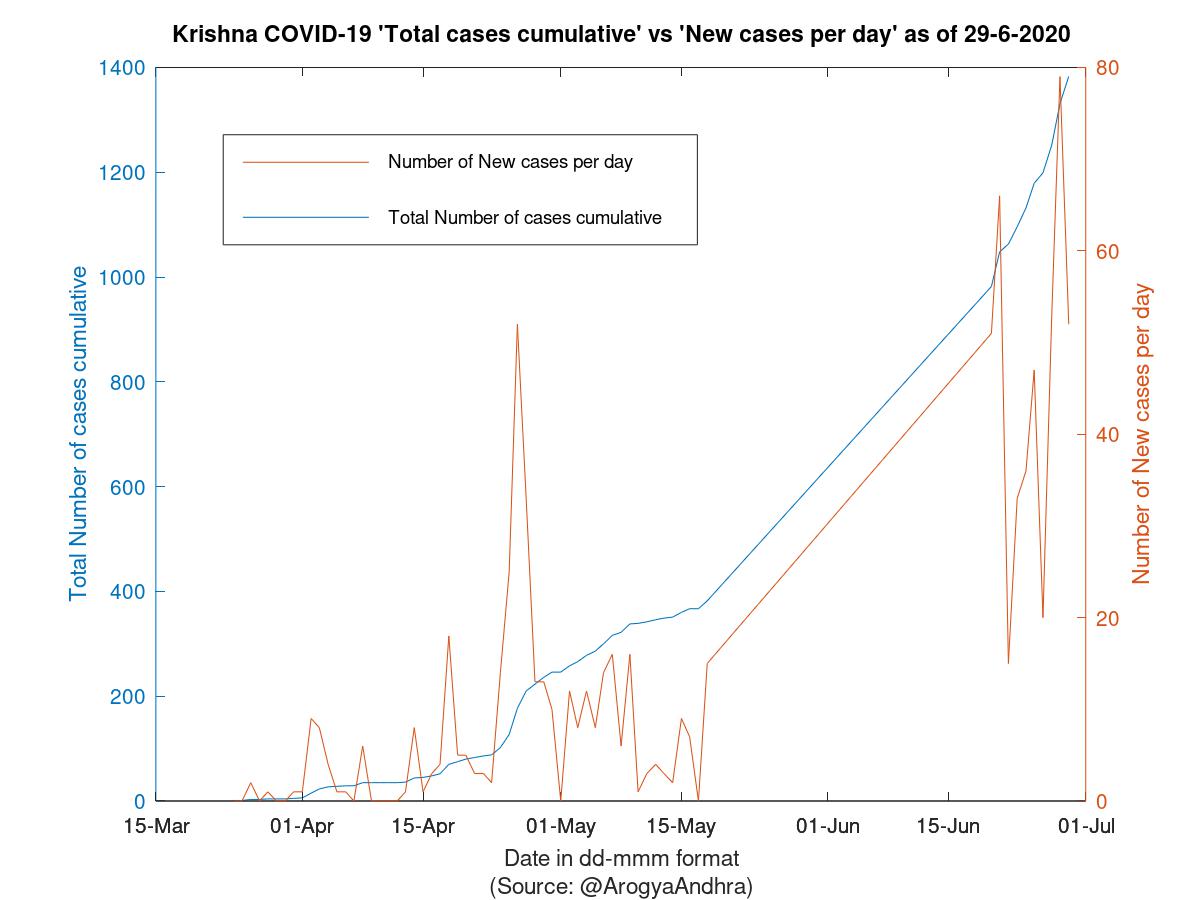 Krishna COVID-19 'Total cases cumulative' vs 'New cases per day' as of 29-6-2020
1400
1200
1000
800
600
400
200
0
Total Number of cases cumulative
Number of New cases per day
Total Number of cases cumulative
80
60
40
20
0
Number of New cases per day
15-Mar 01-Apr 15-Apr 01-May 15-May 01-Jun 15-Jun 01-Jul
Date in dd-mmm format
(Source: @ArogyaAndhra)